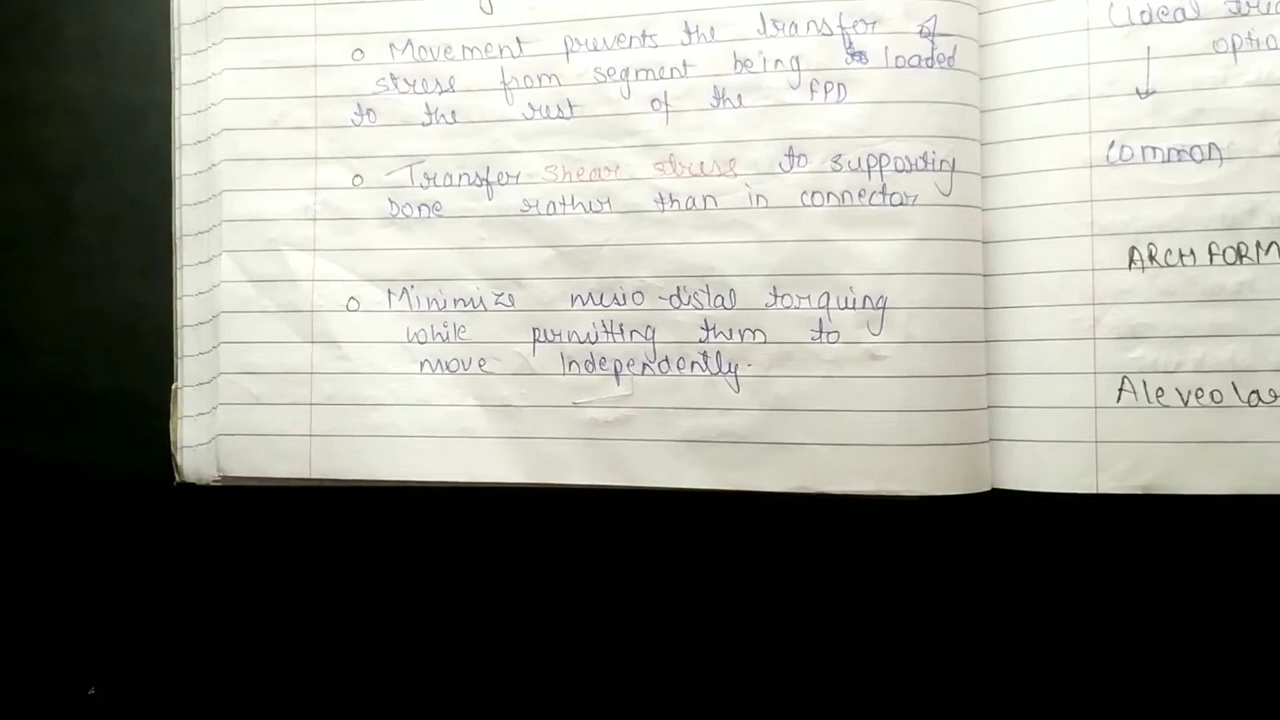 o Movement prevents the transfer of
stress from segment being loaded
to the rest of the FPD
o Transfer shear stress to supporting
bone rather than in connector
o Minimize mesio-distal torquing
while permitting them to
move Independently.
(Ideal
optio
↓
common
ARCH FORM
Aleveolar